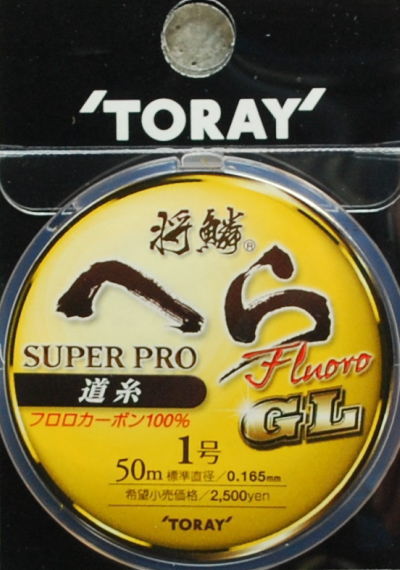 'TORAY'
将鱗®
へら
SUPER PRO
Fluoro
道糸
GL
フロロカーボン100%
1号
50m 標準直径/0.165mm
希望小売価格/2,500yen
'TORAY'